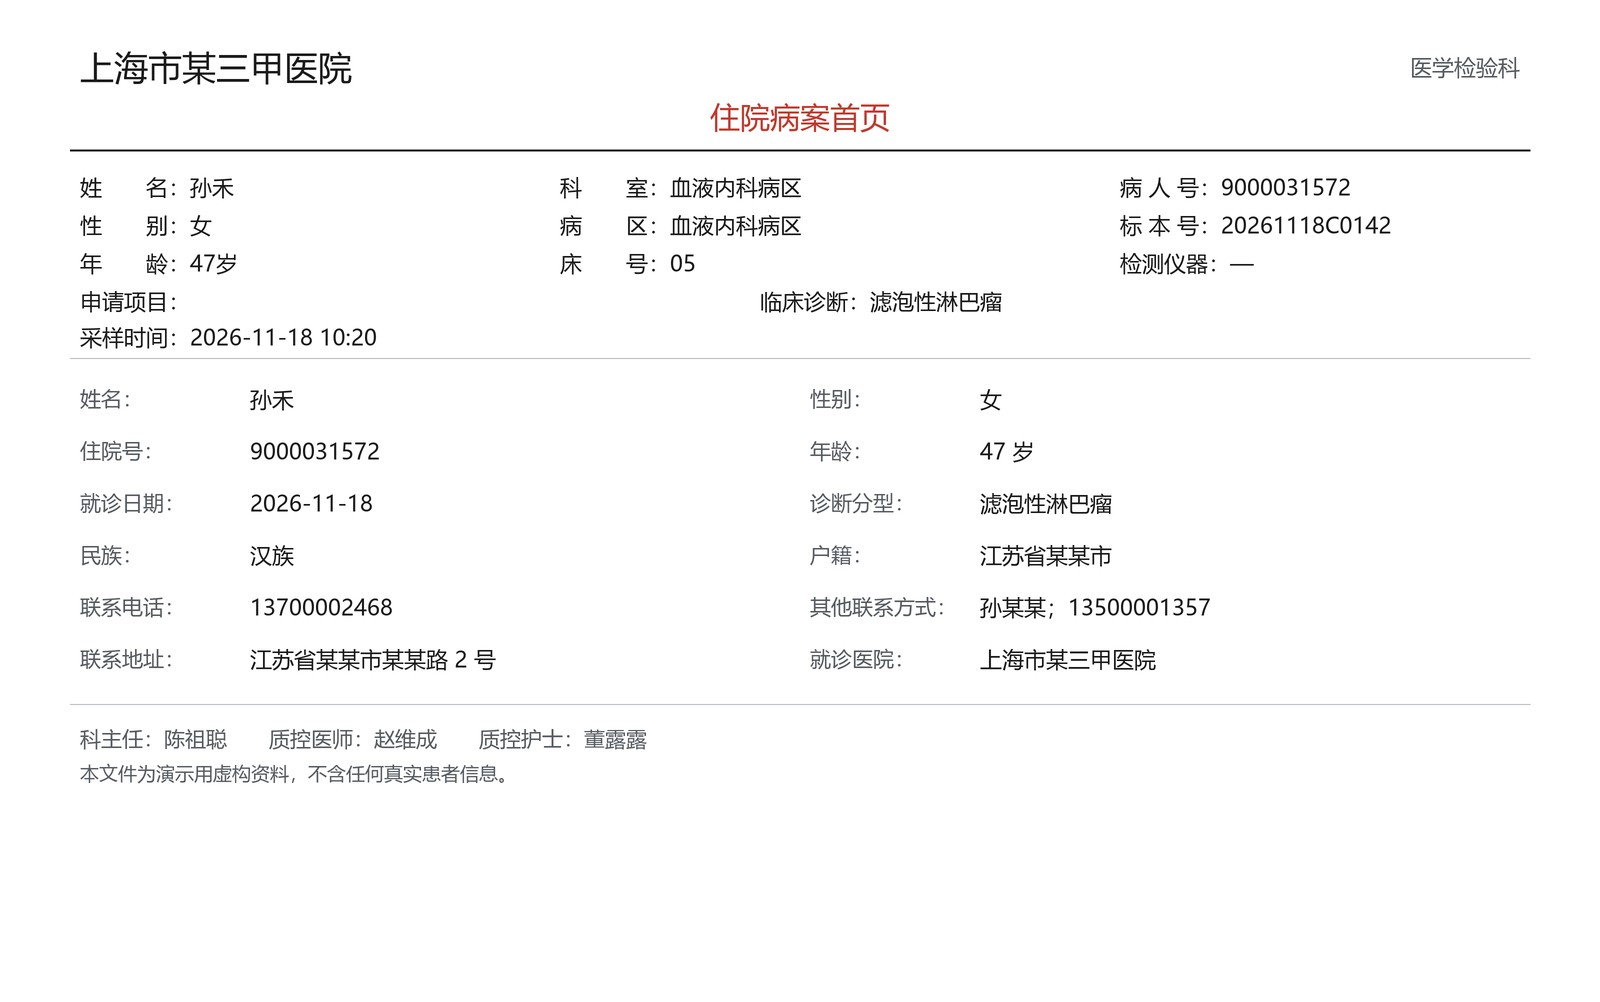 上海市某三甲医院 医学检验科
住院病案首页
姓 名：孙禾 科 室：血液内科病区 病 人 号：9000031572
性 别：女 病 区：血液内科病区 标 本 号：20261118C0142
年 龄：47岁 床 号：05 检测仪器：—
申请项目： 临床诊断：滤泡性淋巴瘤
采样时间：2026-11-18 10:20
姓名： 孙禾 性别： 女
住院号： 9000031572 年龄： 47 岁
就诊日期： 2026-11-18 诊断分型： 滤泡性淋巴瘤
民族： 汉族 户籍： 江苏省某某市
联系电话： 13700002468 其他联系方式： 孙某某；13500001357
联系地址： 江苏省某某市某某路 2 号 就诊医院： 上海市某三甲医院
科主任：陈祖聪 质控医师：赵维成 质控护士：董露露
本文件为演示用虚构资料，不含任何真实患者信息。